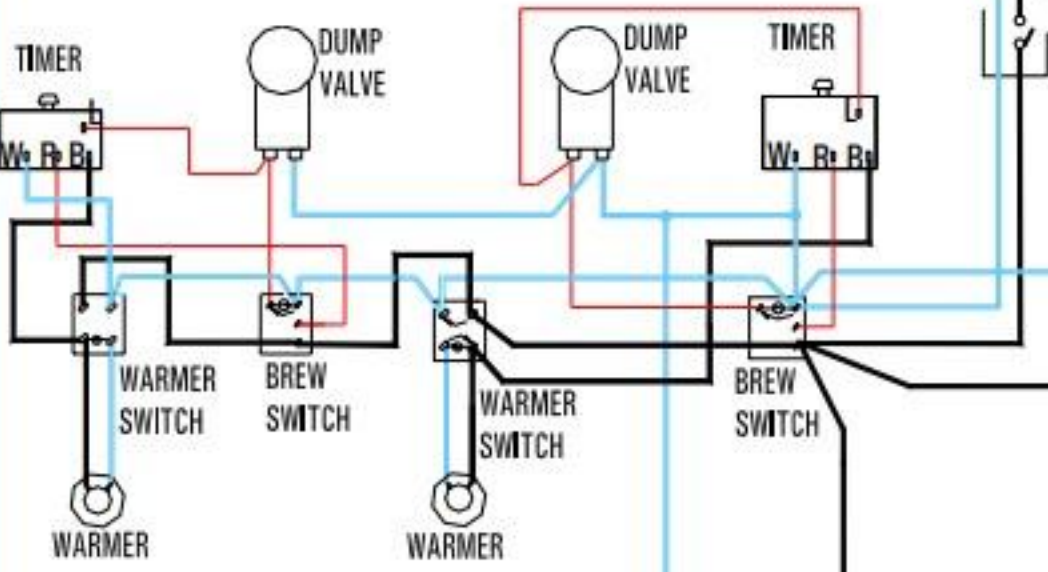 TIMER
DUMP
VALVE
DUMP
VALVE
TIMER
W R B
W R B
WARMER
SWITCH
BREW
SWITCH
WARMER
SWITCH
BREW
SWITCH
WARMER
WARMER